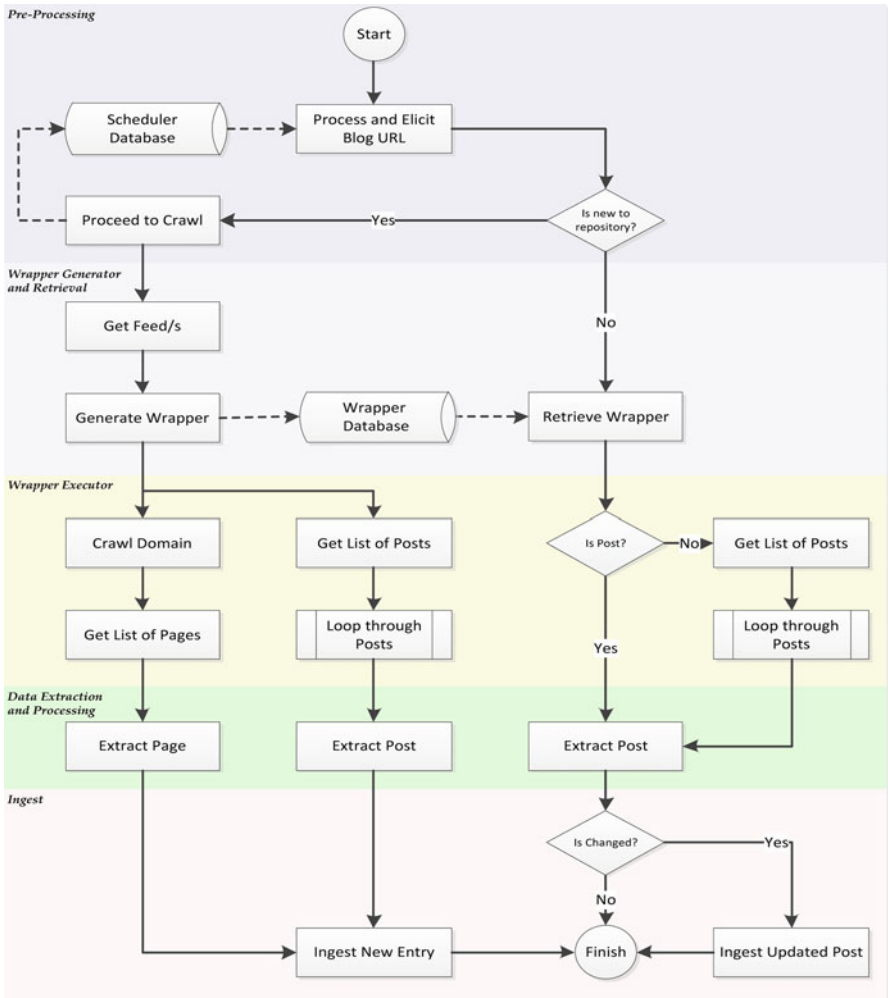 Pre-Processing
Start
Scheduler
Database
Process and Elicit
Blog URL
Proceed to Crawl
Yes
Is new to
repository?
Wrapper Generator
and Retrieval
Get Feed/s
No
Generate Wrapper
Wrapper
Database
Retrieve Wrapper
Wrapper Executor
Crawl Domain
Get List of Posts
Is Post?
No
Get List of Posts
Get List of Pages
Loop through
Posts
Yes
Loop through
Posts
Data Extraction
and Processing
Extract Page
Extract Post
Extract Post
Ingest
Is Changed?
Yes
No
Ingest New Entry
Finish
Ingest Updated Post